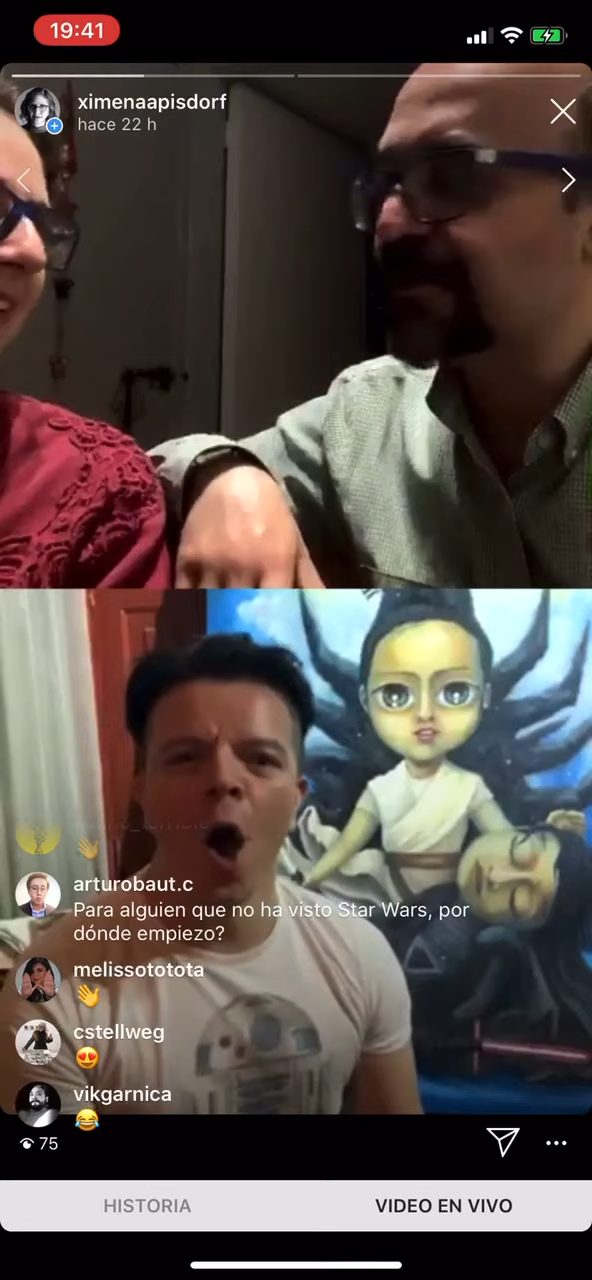 19:41
ximenaapisdorf
hace 22 h
arturobaut.c
Para alguien que no ha visto Star Wars, por
dónde empiezo?
melissototota
👋
cstellweg
😍
vikgarnica
😂
75
HISTORIA
VIDEO EN VIVO